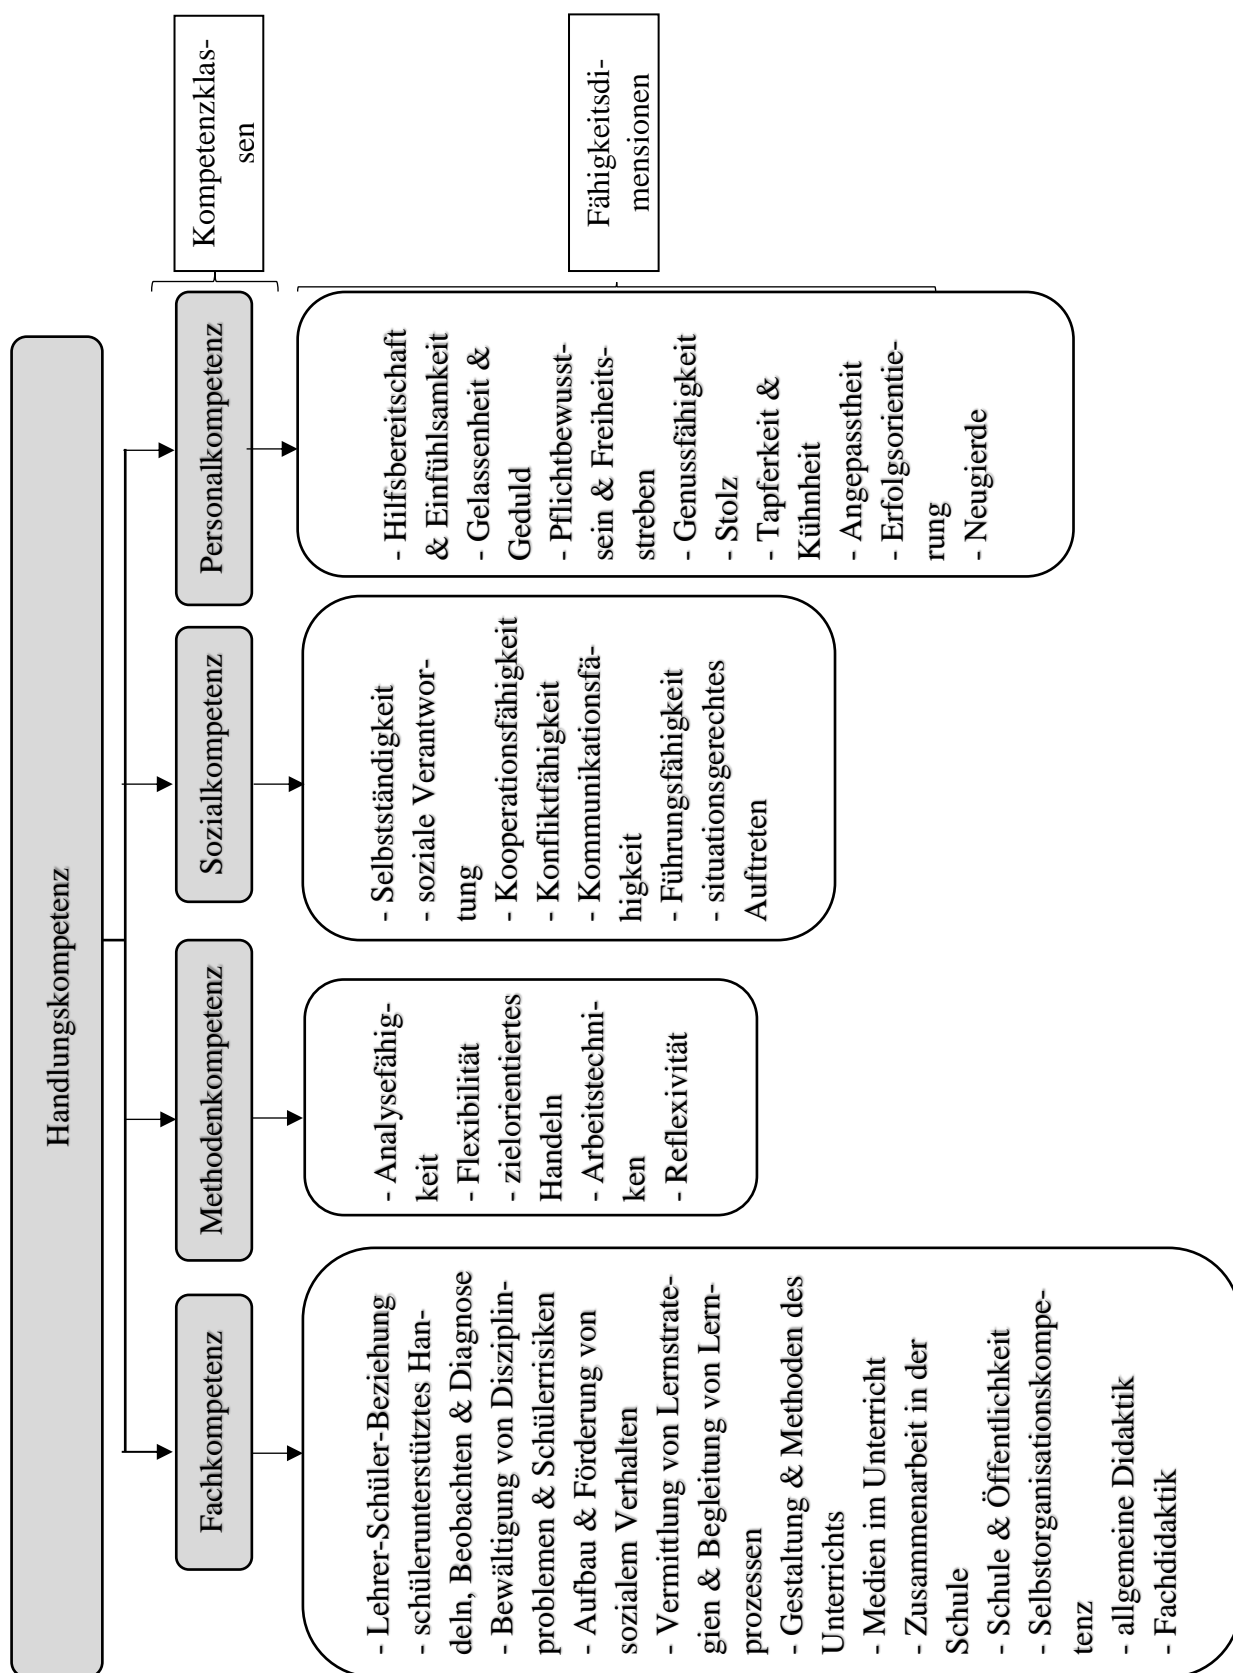 Handlungskompetenz
Fachkompetenz
Methodenkompetenz
Sozialkompetenz
Personalkompetenz
Kompetenzklas-
sen
- Lehrer-Schüler-Beziehung
- schülerunterstütztes Han-
deln, Beobachten & Diagnose
- Bewältigung von Disziplin-
problemen & Schülerrisiken
- Aufbau & Förderung von
sozialem Verhalten
- Vermittlung von Lernstrate-
gien & Begleitung von Lern-
prozessen
- Gestaltung & Methoden des
Unterrichts
- Medien im Unterricht
- Zusammenarbeit in der
Schule
- Schule & Öffentlichkeit
- Selbstorganisationskompe-
tenz
- allgemeine Didaktik
- Fachdidaktik
- Analysefähig-
keit
- Flexibilität
- zielorientiertes
Handeln
- Arbeitstechni-
ken
- Reflexivität
- Selbstständigkeit
- soziale Verantwor-
tung
- Kooperationsfähigkeit
- Konfliktfähigkeit
- Kommunikationsfä-
higkeit
- Führungsfähigkeit
- situationsgerechtes
Auftreten
- Hilfsbereitschaft
& Einfühlsamkeit
- Gelassenheit &
Geduld
- Pflichtbewusst-
sein & Freiheits-
streben
- Genussfähigkeit
- Stolz
- Tapferkeit &
Kühnheit
- Angepasstheit
- Erfolgsorientie-
rung
- Neugierde
Fähigkeitsdi-
mensionen